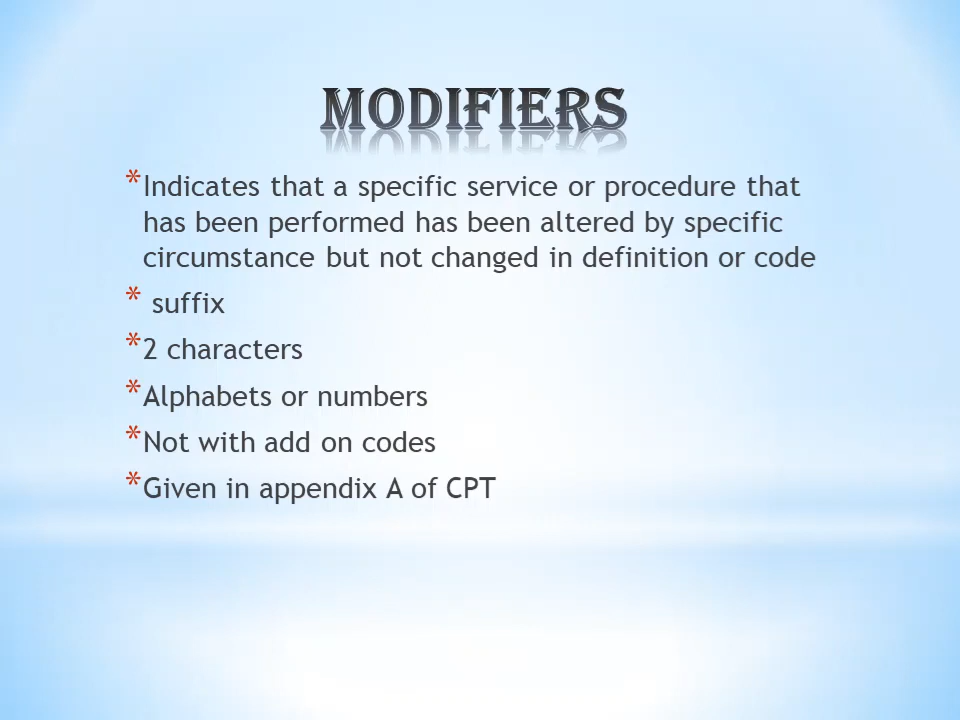 MODIFIERS
*Indicates that a specific service or procedure that
has been performed has been altered by specific
circumstance but not changed in definition or code
* suffix
*2 characters
*Alphabets or numbers
*Not with add on codes
*Given in appendix A of CPT